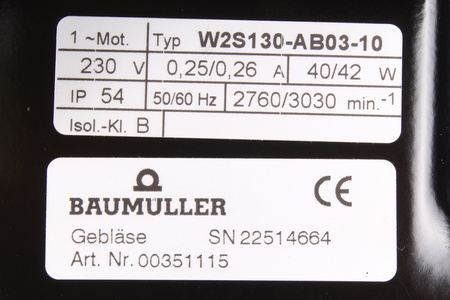 1 ~Mot. Typ W2S130-AB03-10
230 V 0,25/0,26 A 40/42 W
IP 54 50/60 Hz 2760/3030 min.-1
Isol.-Kl. B
CE
BAUMULLER
Gebläse SN 22514664
Art. Nr. 00351115